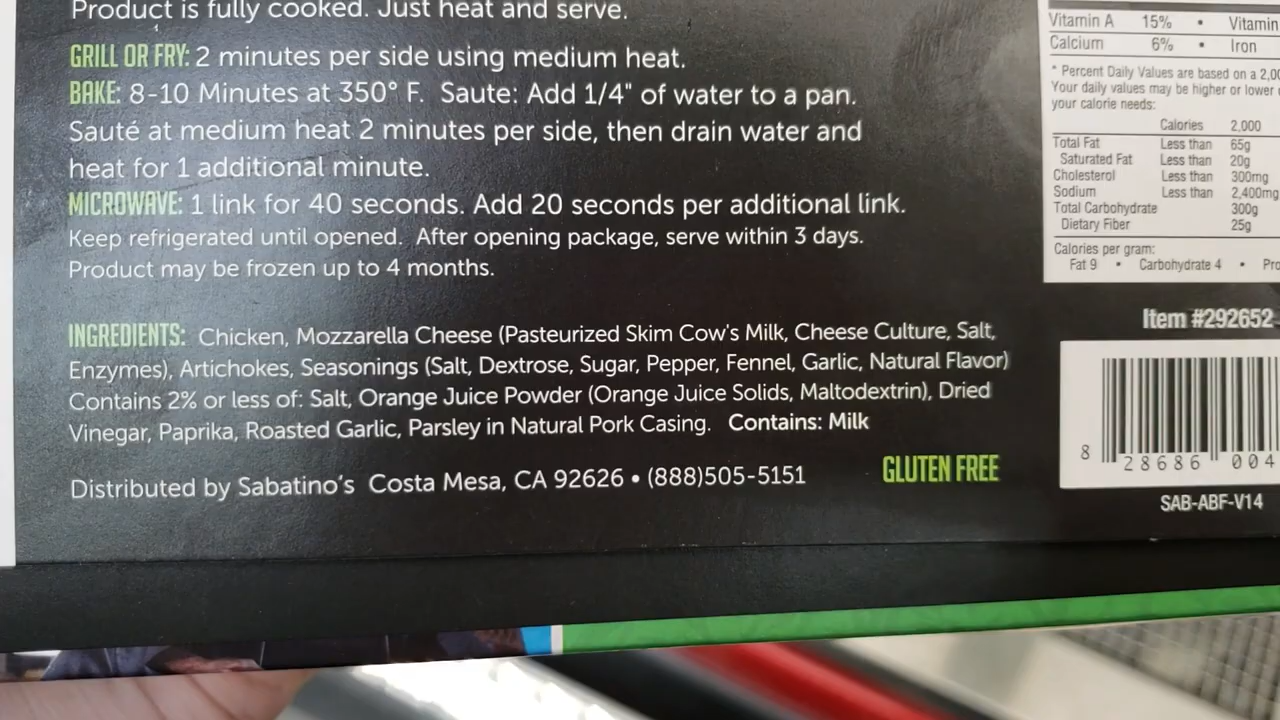 Product is fully cooked. Just heat and serve.
GRILL OR FRY: 2 minutes per side using medium heat.
BAKE: 8-10 Minutes at 350° F. Saute: Add 1/4" of water to a pan.
Sauté at medium heat 2 minutes per side, then drain water and
heat for 1 additional minute.
MICROWAVE: 1 link for 40 seconds. Add 20 seconds per additional link.
Keep refrigerated until opened. After opening package, serve within 3 days.
Product may be frozen up to 4 months.
INGREDIENTS: Chicken, Mozzarella Cheese (Pasteurized Skim Cow's Milk, Cheese Culture, Salt,
Enzymes), Artichokes, Seasonings (Salt, Dextrose, Sugar, Pepper, Fennel, Garlic, Natural Flavor)
Contains 2% or less of: Salt, Orange Juice Powder (Orange Juice Solids, Maltodextrin), Dried
Vinegar, Paprika, Roasted Garlic, Parsley in Natural Pork Casing. Contains: Milk
Distributed by Sabatino's Costa Mesa, CA 92626 • (888)505-5151
GLUTEN FREE
Vitamin A 15% • Vitamin
Calcium 6% • Iron
* Percent Daily Values are based on a 2,00
Your daily values may be higher or lower
your calorie needs:
Calories 2,000
Total Fat Less than 65g
Saturated Fat Less than 20g
Cholesterol Less than 300mg
Sodium Less than 2,400mg
Total Carbohydrate 300g
Dietary Fiber 25g
Calories per gram:
Fat 9 • Carbohydrate 4 • Pro
Item #292652
8 28686 004
SAB-ABF-V14